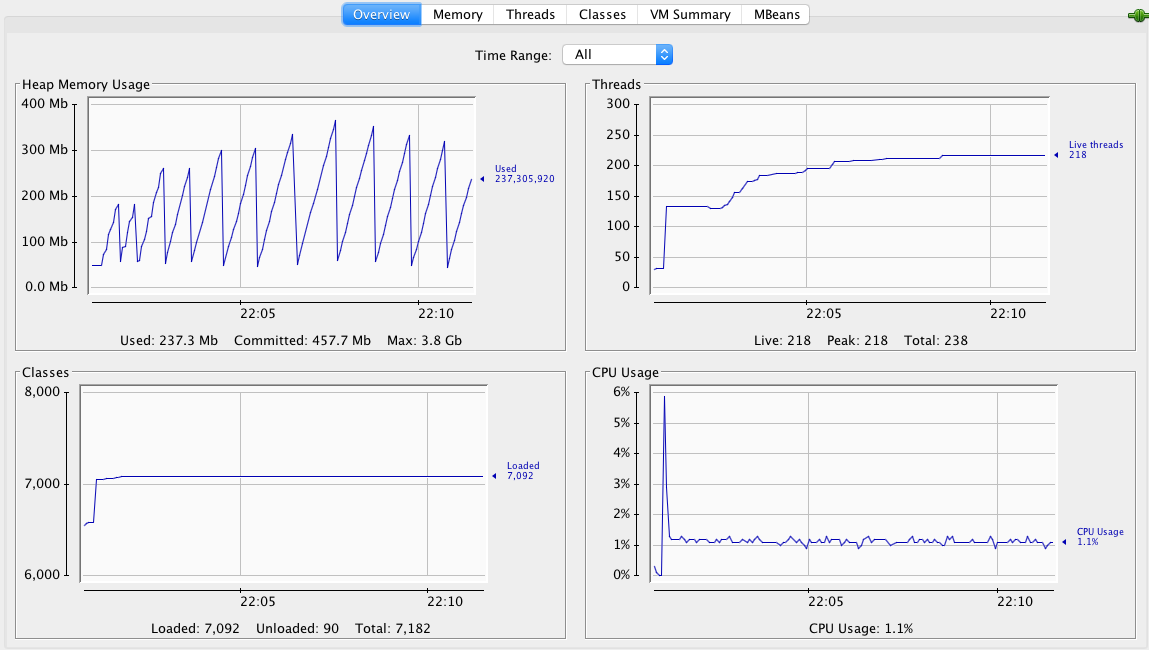 Overview Memory Threads Classes VM Summary MBeans
Time Range: All
Heap Memory Usage
400 Mb
300 Mb
200 Mb
100 Mb
0.0 Mb
Used
237,305,920
22:05 22:10
Used: 237.3 Mb Committed: 457.7 Mb Max: 3.8 Gb
Threads
300
250
200
150
100
50
0
Live threads
218
22:05 22:10
Live: 218 Peak: 218 Total: 238
Classes
8,000
7,000
6,000
Loaded
7,092
22:05 22:10
Loaded: 7,092 Unloaded: 90 Total: 7,182
CPU Usage
6%
5%
4%
3%
2%
1%
0%
CPU Usage
1.1%
22:05 22:10
CPU Usage: 1.1%